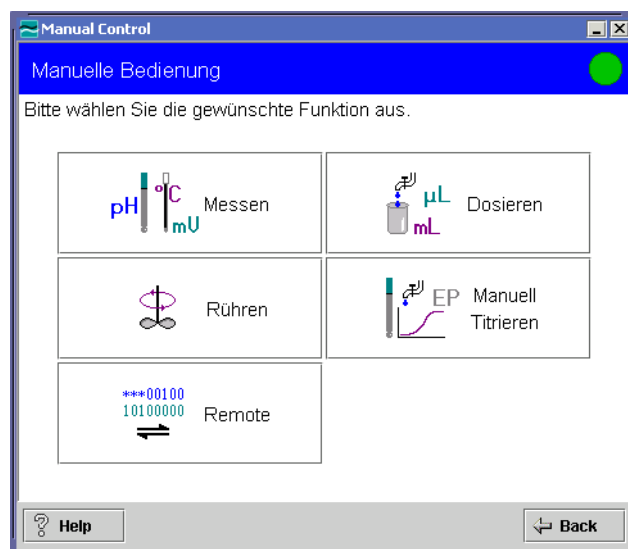 Manual Control
Manuelle Bedienung
Bitte wählen Sie die gewünschte Funktion aus.
pH °C mV Messen
µL mL Dosieren
Rühren
EP Manuell
Titrieren
***00100
10100000
Remote
Help
Back